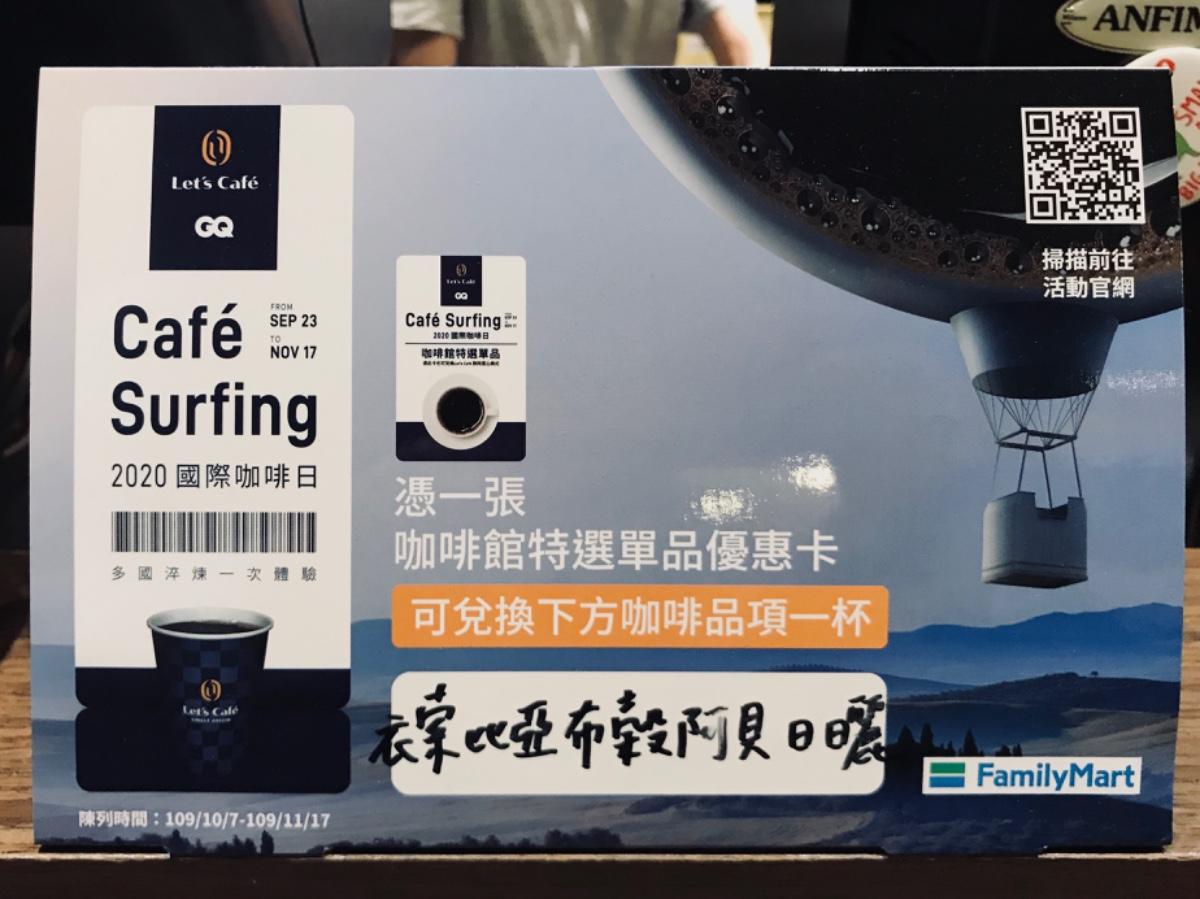 ANFIN
SMA
BIG
Let's Café
GQ
Café
Surfing
FROM
SEP 23
TO
NOV 17
2020 國際咖啡日
多國淬煉一次體驗
Let's Café
陳列時間：109/10/7-109/11/17
Let's Café
GQ
Café Surfing
2020 國際咖啡日
咖啡館特選單品
憑一張
咖啡館特選單品優惠卡
可兌換下方咖啡品項一杯
衣索比亞布穀阿貝日曬
掃描前往
活動官網
FamilyMart